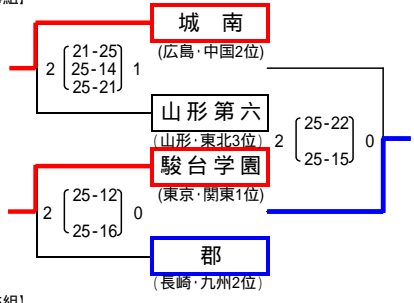 城 南
(広島・中国2位)
2 21-25 1
25-14
25-21
山形第六
(山形・東北3位)
2 25-22 0
25-15
駿台学園
(東京・関東1位)
2 25-12 0
25-16
郡
(長崎・九州2位)